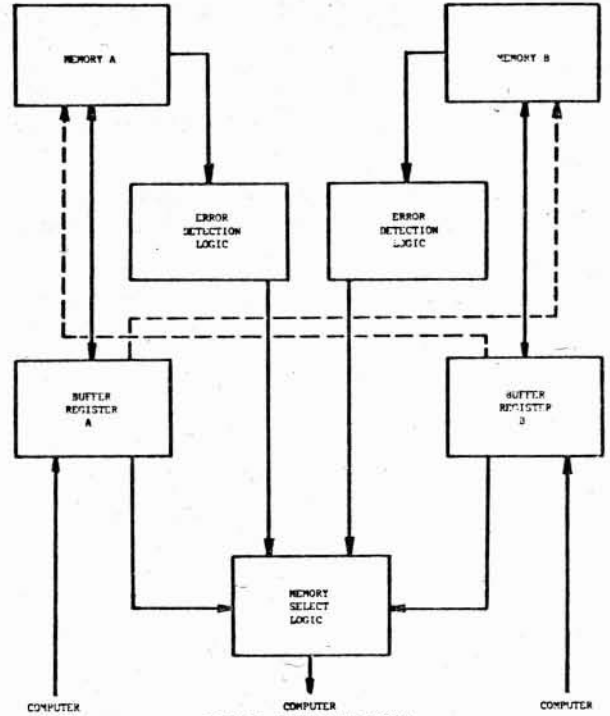 MEMORY A
MEMORY B
ERROR
DETECTION
LOGIC
ERROR
DETECTION
LOGIC
BUFFER
REGISTER
A
BUFFER
REGISTER
B
MEMORY
SELECT
LOGIC
COMPUTER
COMPUTER
COMPUTER